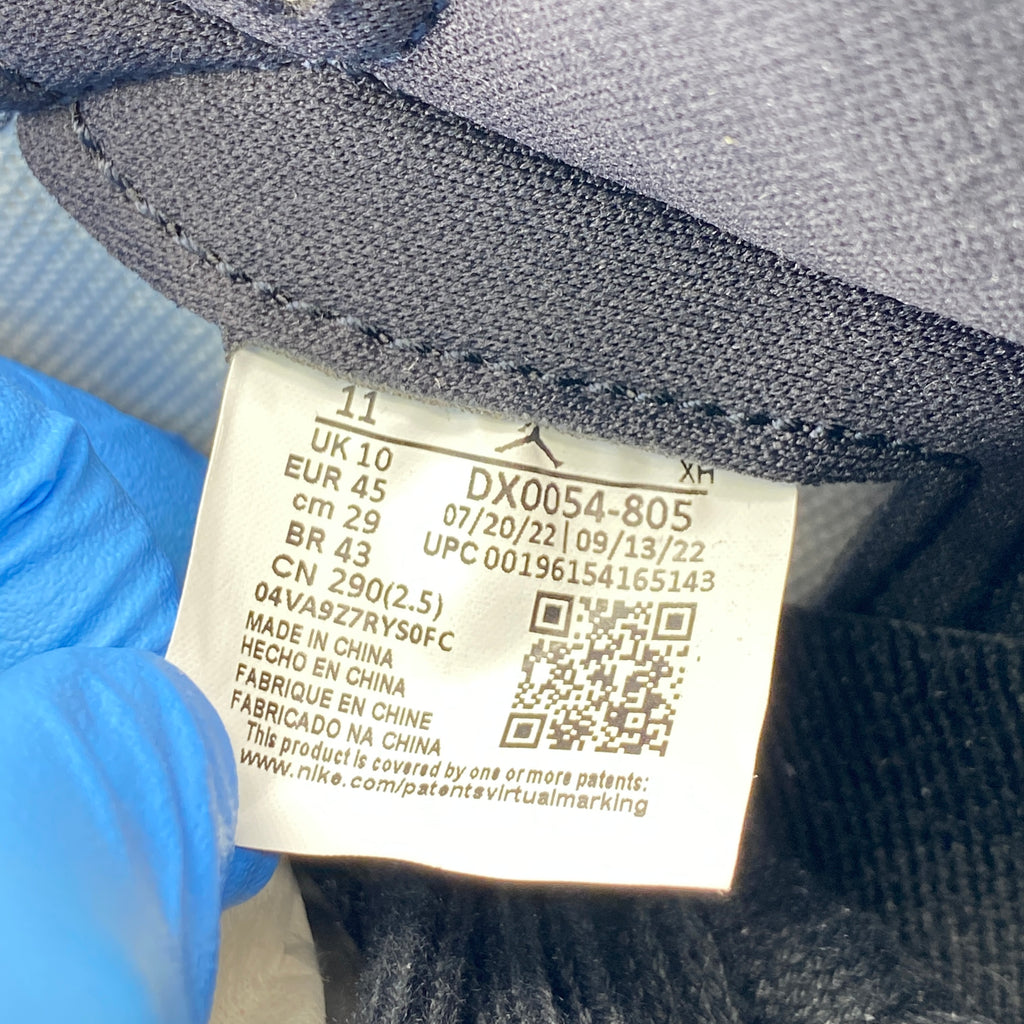 11
XH
UK 10
EUR 45
cm 29
BR 43
CN 290(2.5)
DX0054-805
07/20/22|09/13/22
UPC 00196154165143
04VA9Z7RYS0FC
MADE IN CHINA
HECHO EN CHINA
FABRIQUE EN CHINE
FABRICADO NA CHINA
This product is covered by one or more patents:
www.nike.com/patentsvirtualmarking